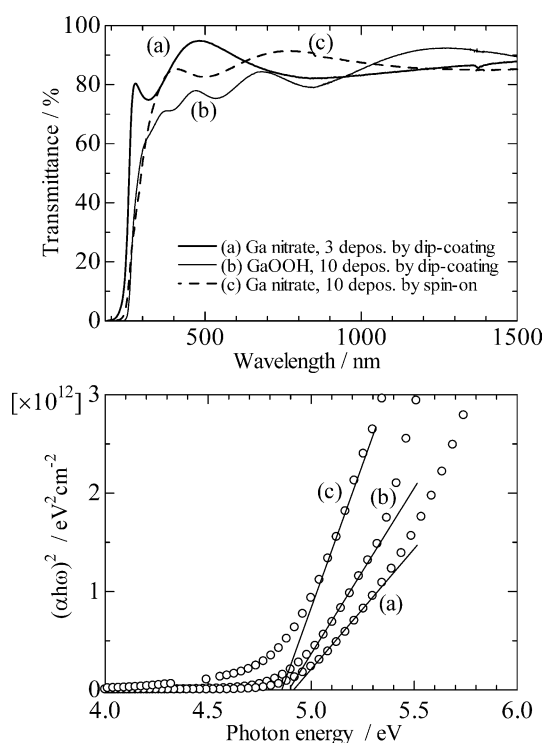 100
80
60
40
20
0
Transmittance / %
(a)
(b)
(c)
(a) Ga nitrate, 3 depos. by dip-coating
(b) GaOOH, 10 depos. by dip-coating
(c) Ga nitrate, 10 depos. by spin-on
500 1000 1500
Wavelength / nm
[×10¹²] 3
2
1
0
(αhω)² / eV²cm⁻²
(c)
(b)
(a)
4.0 4.5 5.0 5.5 6.0
Photon energy / eV